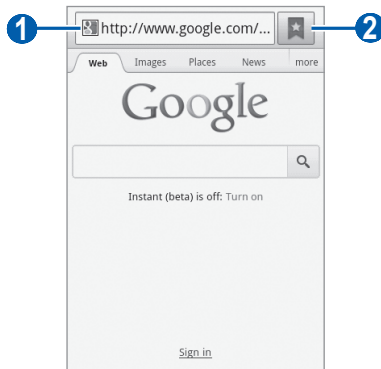 1 http://www.google.com/... 2
Web Images Places News more
Google
Instant (beta) is off: Turn on
Sign in